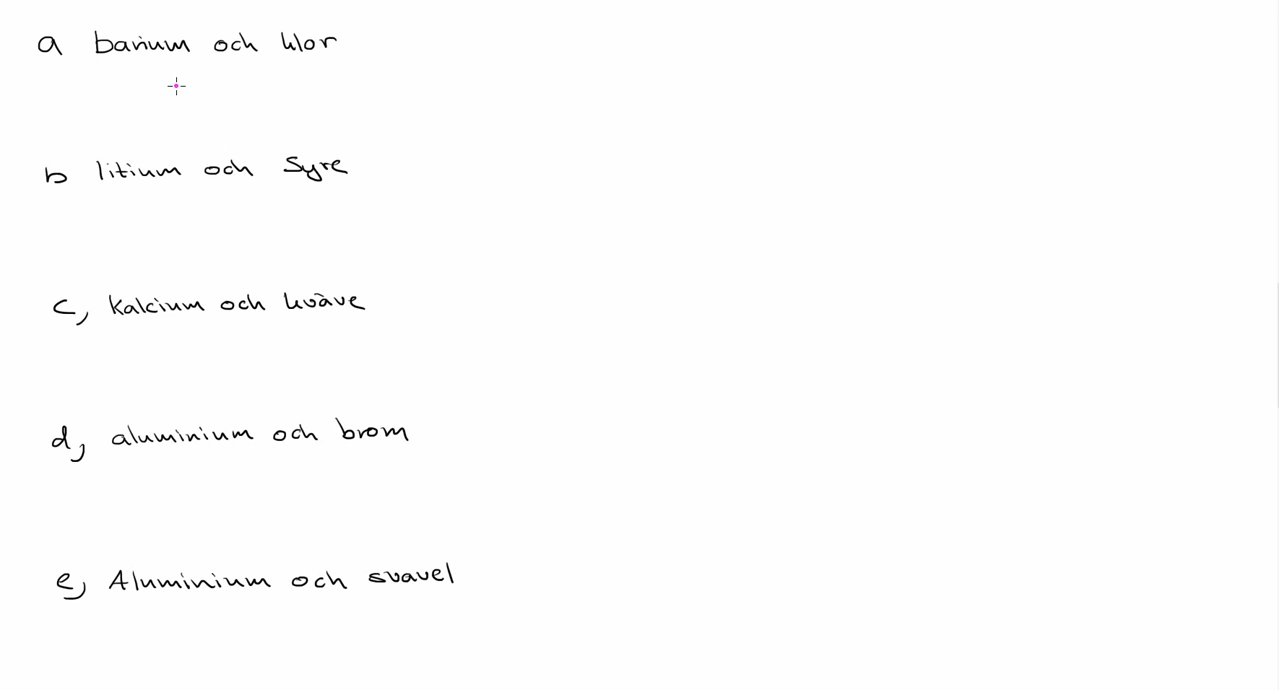 a barium och klor
b litium och Syre
c, kalcium och kväve
d, aluminium och brom
e, Aluminium och svavel